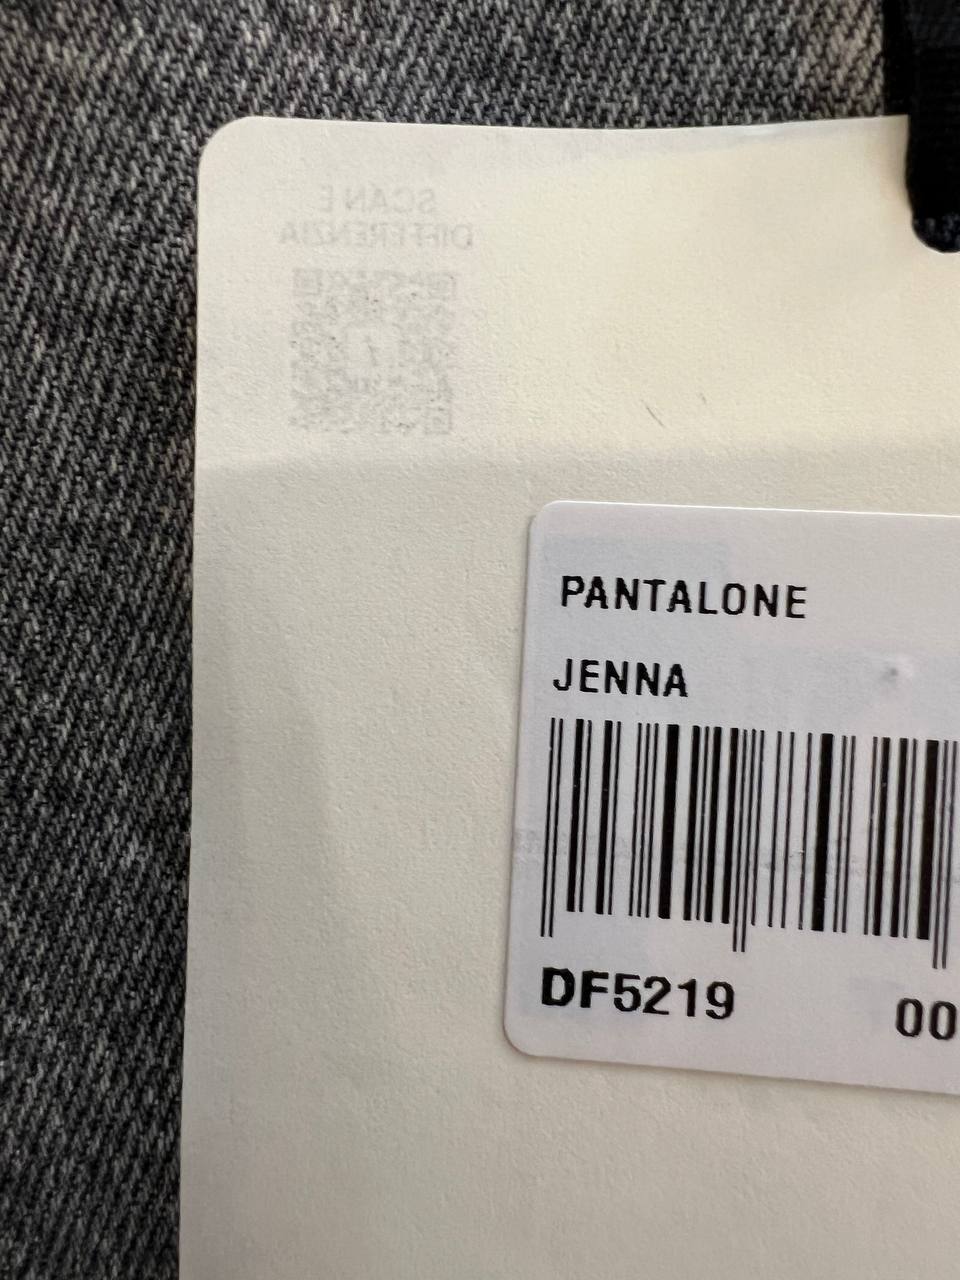 SCAN E
DIFFERENZIA
PANTALONE
JENNA
DF5219
00